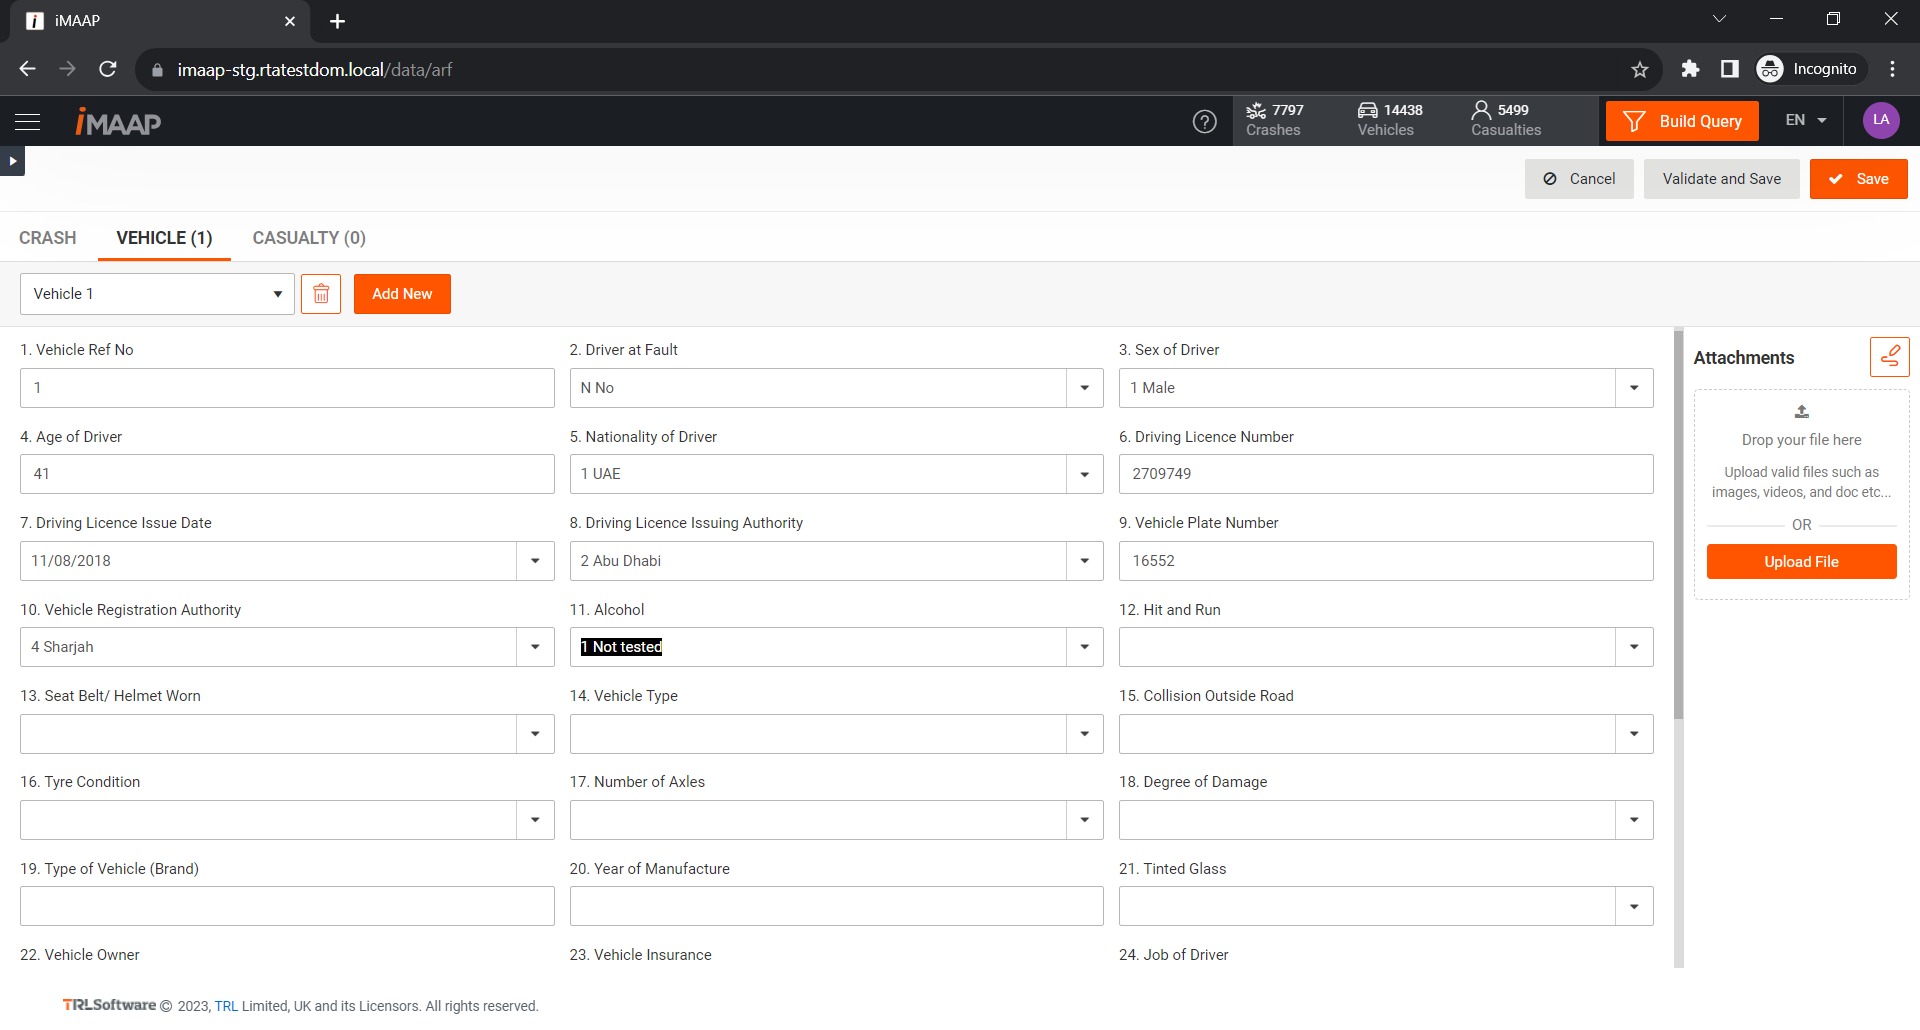 iMAAP
imaap-stg.rtatestdom.local/data/arf
Incognito
iMAAP
7797
Crashes
14438
Vehicles
5499
Casualties
Build Query
EN
LA
Cancel
Validate and Save
Save
CRASH
VEHICLE (1)
CASUALTY (0)
Vehicle 1
Add New
1. Vehicle Ref No
2. Driver at Fault
3. Sex of Driver
1
N No
1 Male
4. Age of Driver
5. Nationality of Driver
6. Driving Licence Number
41
1 UAE
2709749
7. Driving Licence Issue Date
8. Driving Licence Issuing Authority
9. Vehicle Plate Number
11/08/2018
2 Abu Dhabi
16552
10. Vehicle Registration Authority
11. Alcohol
12. Hit and Run
4 Sharjah
1 Not tested
13. Seat Belt/ Helmet Worn
14. Vehicle Type
15. Collision Outside Road
16. Tyre Condition
17. Number of Axles
18. Degree of Damage
19. Type of Vehicle (Brand)
20. Year of Manufacture
21. Tinted Glass
22. Vehicle Owner
23. Vehicle Insurance
24. Job of Driver
Attachments
Drop your file here
Upload valid files such as
images, videos, and doc etc...
OR
Upload File
TRLSoftware © 2023, TRL Limited, UK and its Licensors. All rights reserved.